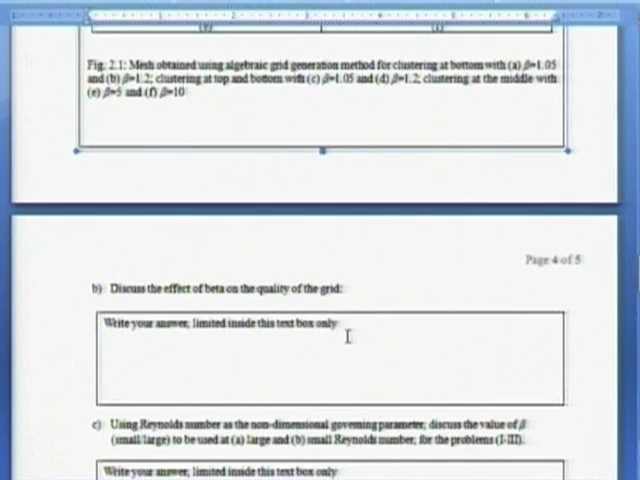 (e) (f)
Fig. 2.1: Mesh obtained using algebraic grid generation method for clustering at bottom with (a) β=1.05
and (b) β=1.2; clustering at top and bottom with (c) β=1.05 and (d) β=1.2; clustering at the middle with
(e) β=5 and (f) β=10
Page 4 of 5
b) Discuss the effect of beta on the quality of the grid:
Write your answer, limited inside this text box only
c) Using Reynolds number as the non-dimensional governing parameter, discuss the value of β
(small/large) to be used at (a) large and (b) small Reynolds number, for the problems (I-III).
Write your answer, limited inside this text box only